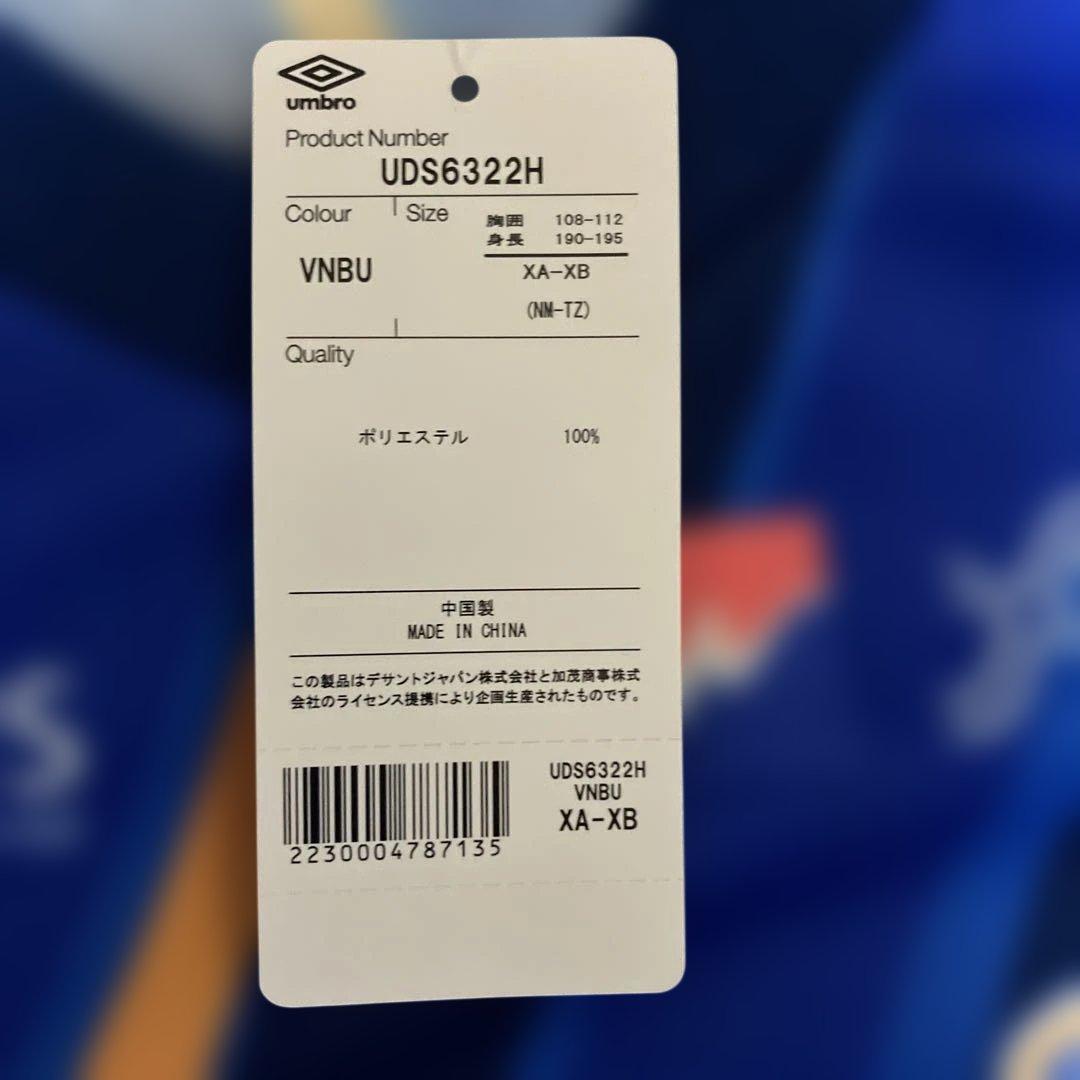 umbro
Product Number
UDS6322H
Colour
Size
胸囲 108-112
身長 190-195
VNBU
XA-XB
(NM-TZ)
Quality
ポリエステル 100%
中国製
MADE IN CHINA
この製品はデサントジャパン株式会社と加茂商事株式
会社のライセンス提携により企画生産されたものです。
UDS6322H
VNBU
XA-XB
2230004787135